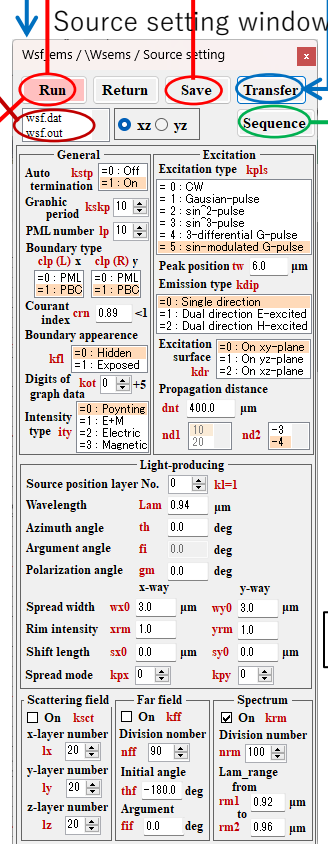 Source setting window
Wsf_ems / \Wsems / Source setting x
Run Return Save Transfer
wsf.dat
wsf.out
xz yz Sequence
General
Auto termination kstp =0 : Off
=1 : On
Graphic period kskp 10
PML number lp 10
Boundary type
clp (L) x clp (R) y
=0 : PML =0 : PML
=1 : PBC =1 : PBC
Courant index crn 0.89 <1
Boundary appearence
kfl =0 : Hidden
=1 : Exposed
Digits of graph data kot 0 +5
Intensity type ity =0 : Poynting
=1 : E+M
=2 : Electric
=3 : Magnetic
Excitation
Excitation type kpls
= 0 : CW
= 1 : Gaussian-pulse
= 2 : sin^2-pulse
= 3 : sin^3-pulse
= 4 : 3-differential G-pulse
= 5 : sin-modulated G-pulse
Peak position tw 6.0 μm
Emission type kdip
=0 : Single direction
=1 : Dual direction E-excited
=2 : Dual direction H-excited
Excitation surface kdr =0 : On xy-plane
=1 : On yz-plane
=2 : On zx-plane
Propagation distance
dnt 400.0 μm
nd1 10
20
nd2 -3
-4
Light-producing
Source position layer No. 0 kl=1
Wavelength Lam 0.94 μm
Azimuth angle th 0.0 deg
Argument angle fi 0.0 deg
Polarization angle gm 0.0 deg
x-way y-way
Spread width wx0 3.0 μm wy0 3.0 μm
Rim intensity xrm 1.0 yrm 1.0
Shift length sx0 0.0 μm sy0 0.0 μm
Spread mode kpx 0 kpy 0
Scattering field
On ksct
x-layer number
lx 20
y-layer number
ly 20
z-layer number
lz 20
Far field
On kff
Division nomber
nff 90
Initial angle
thf -180.0 deg
Argument
fif 0.0 deg
Spectrum
On krm
Division number
nrm 100
Lam_range
from
rm1 0.92 μm
to
rm2 0.96 μm